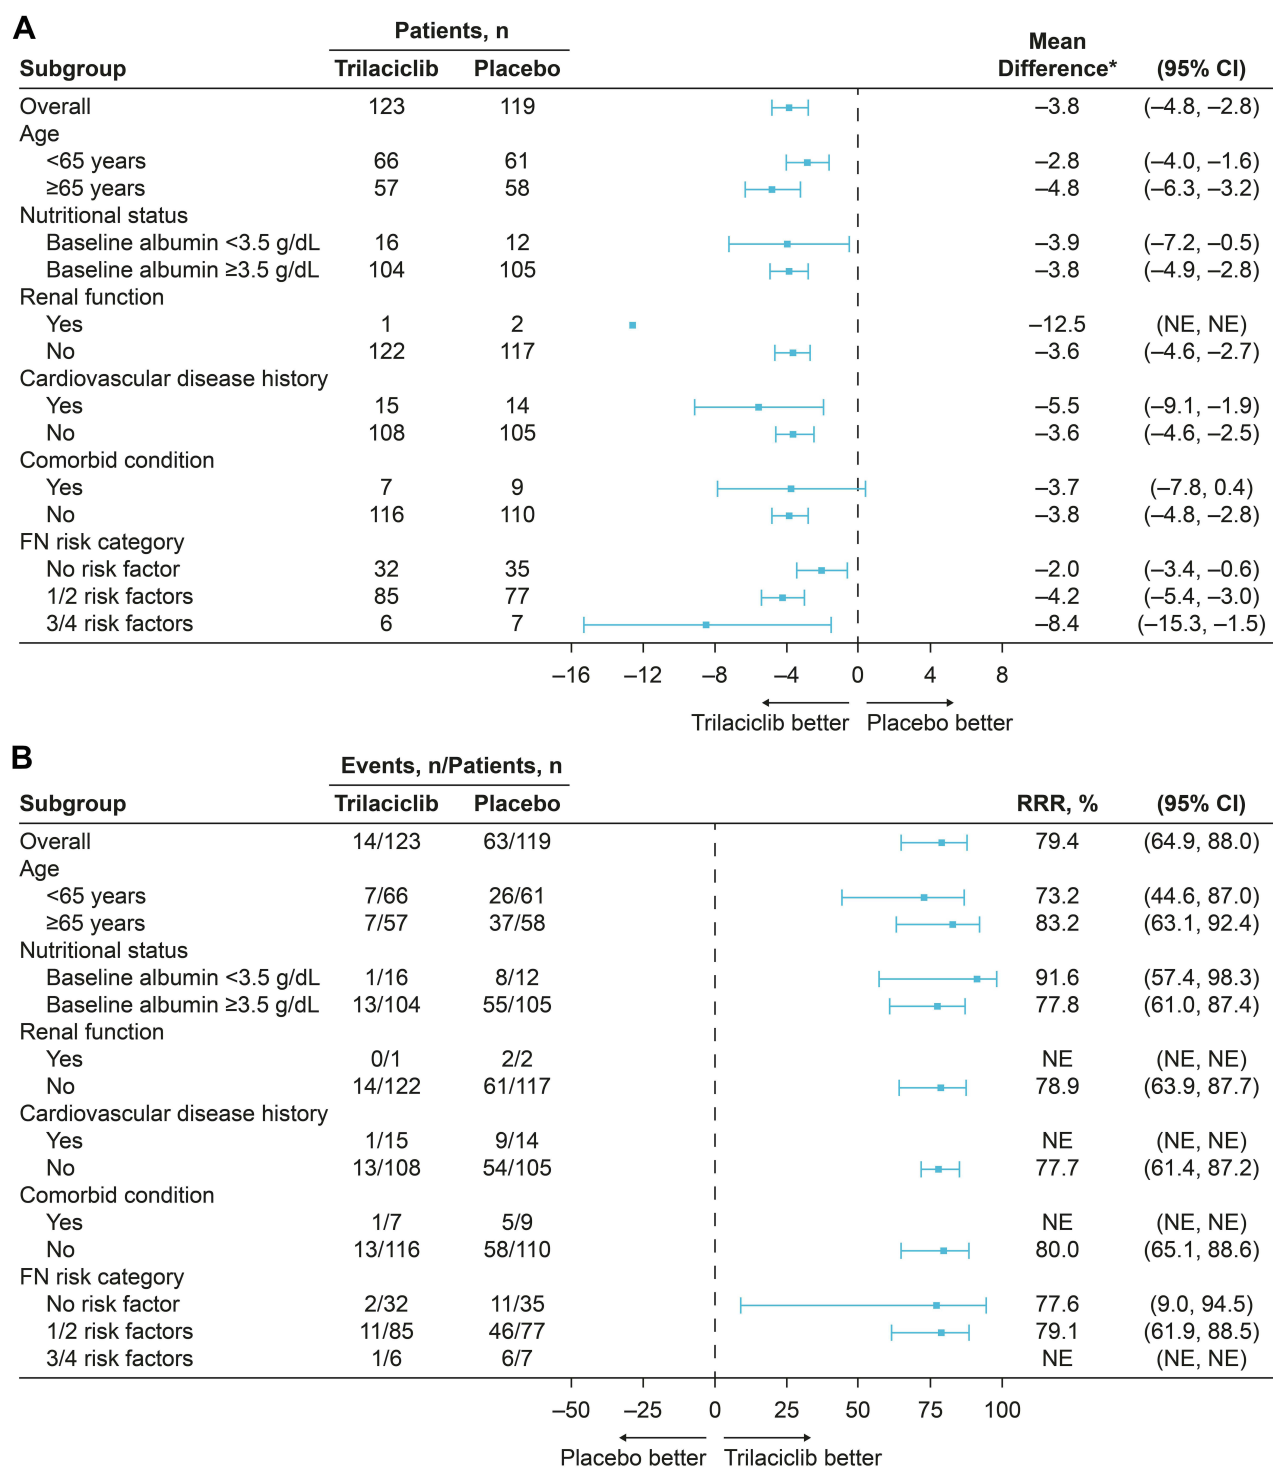 A
Patients, n
Subgroup Trilaciclib Placebo Mean Difference* (95% CI)
Overall 123 119 –3.8 (–4.8, –2.8)
Age
<65 years 66 61 –2.8 (–4.0, –1.6)
≥65 years 57 58 –4.8 (–6.3, –3.2)
Nutritional status
Baseline albumin <3.5 g/dL 16 12 –3.9 (–7.2, –0.5)
Baseline albumin ≥3.5 g/dL 104 105 –3.8 (–4.9, –2.8)
Renal function
Yes 1 2 –12.5 (NE, NE)
No 122 117 –3.6 (–4.6, –2.7)
Cardiovascular disease history
Yes 15 14 –5.5 (–9.1, –1.9)
No 108 105 –3.6 (–4.6, –2.5)
Comorbid condition
Yes 7 9 –3.7 (–7.8, 0.4)
No 116 110 –3.8 (–4.8, –2.8)
FN risk category
No risk factor 32 35 –2.0 (–3.4, –0.6)
1/2 risk factors 85 77 –4.2 (–5.4, –3.0)
3/4 risk factors 6 7 –8.4 (–15.3, –1.5)
–16 –12 –8 –4 0 4 8
Trilaciclib better Placebo better
B
Events, n/Patients, n
Subgroup Trilaciclib Placebo RRR, % (95% CI)
Overall 14/123 63/119 79.4 (64.9, 88.0)
Age
<65 years 7/66 26/61 73.2 (44.6, 87.0)
≥65 years 7/57 37/58 83.2 (63.1, 92.4)
Nutritional status
Baseline albumin <3.5 g/dL 1/16 8/12 91.6 (57.4, 98.3)
Baseline albumin ≥3.5 g/dL 13/104 55/105 77.8 (61.0, 87.4)
Renal function
Yes 0/1 2/2 NE (NE, NE)
No 14/122 61/117 78.9 (63.9, 87.7)
Cardiovascular disease history
Yes 1/15 9/14 NE (NE, NE)
No 13/108 54/105 77.7 (61.4, 87.2)
Comorbid condition
Yes 1/7 5/9 NE (NE, NE)
No 13/116 58/110 80.0 (65.1, 88.6)
FN risk category
No risk factor 2/32 11/35 77.6 (9.0, 94.5)
1/2 risk factors 11/85 46/77 79.1 (61.9, 88.5)
3/4 risk factors 1/6 6/7 NE (NE, NE)
–50 –25 0 25 50 75 100
Placebo better Trilaciclib better